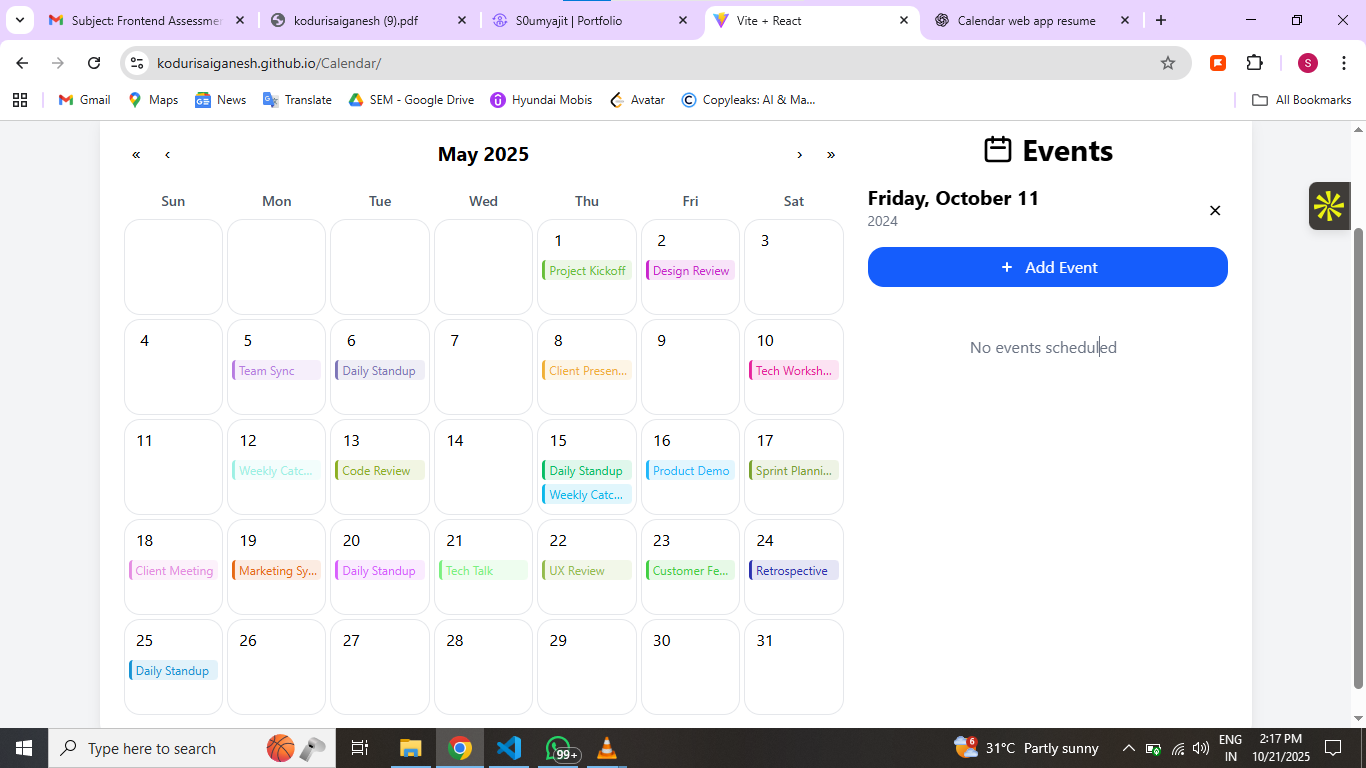 Subject: Frontend Assessmen
kodurisaiganesh (9).pdf
S0umyajit | Portfolio
Vite + React
Calendar web app resume
kodurisaiganesh.github.io/Calendar/
S
Gmail
Maps
News
Translate
SEM - Google Drive
Hyundai Mobis
Avatar
Copyleaks: AI & Ma...
All Bookmarks
« ‹ May 2025 › »
Sun Mon Tue Wed Thu Fri Sat
1 2 3
Project Kickoff Design Review
4 5 6 7 8 9 10
Team Sync Daily Standup Client Presen... Tech Worksh...
11 12 13 14 15 16 17
Weekly Catc... Code Review Daily Standup Product Demo Sprint Planni...
Weekly Catc...
18 19 20 21 22 23 24
Client Meeting Marketing Sy... Daily Standup Tech Talk UX Review Customer Fe... Retrospective
25 26 27 28 29 30 31
Daily Standup
Events
Friday, October 11
2024
+ Add Event
No events scheduled
Type here to search
99+
6
31°C Partly sunny
ENG
IN
2:17 PM
10/21/2025